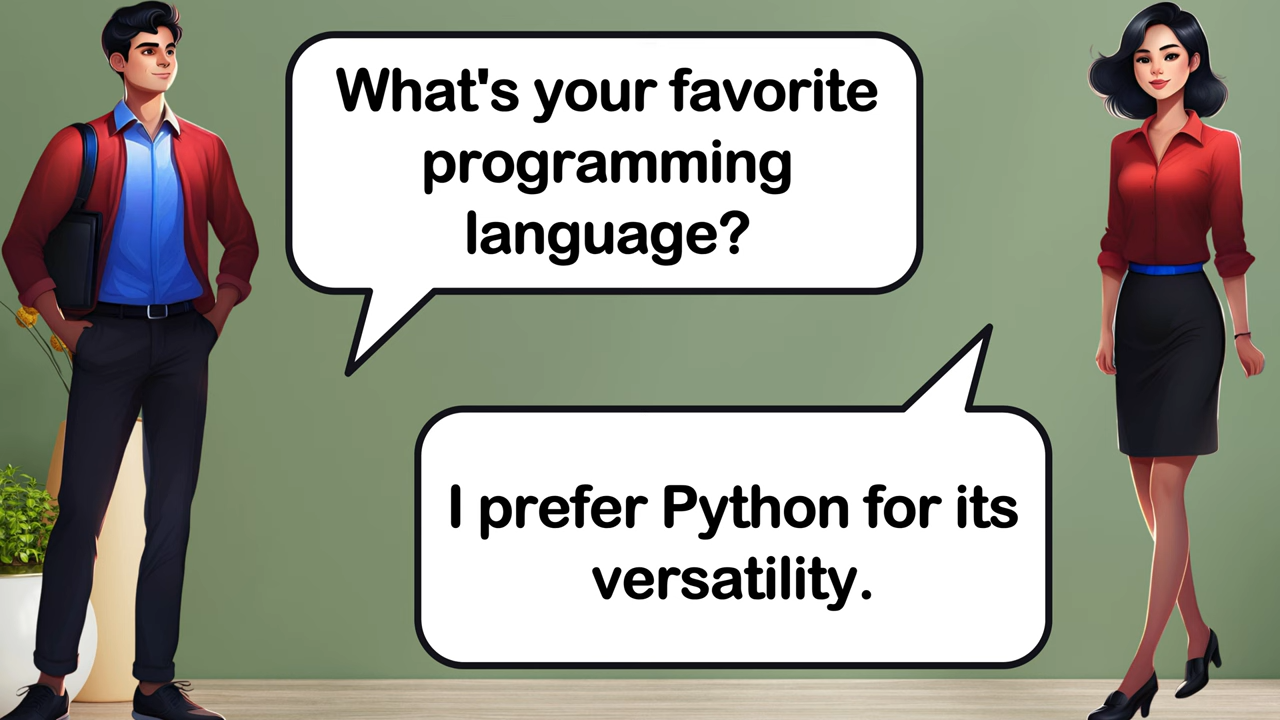 What's your favorite
programming
language?
I prefer Python for its
versatility.